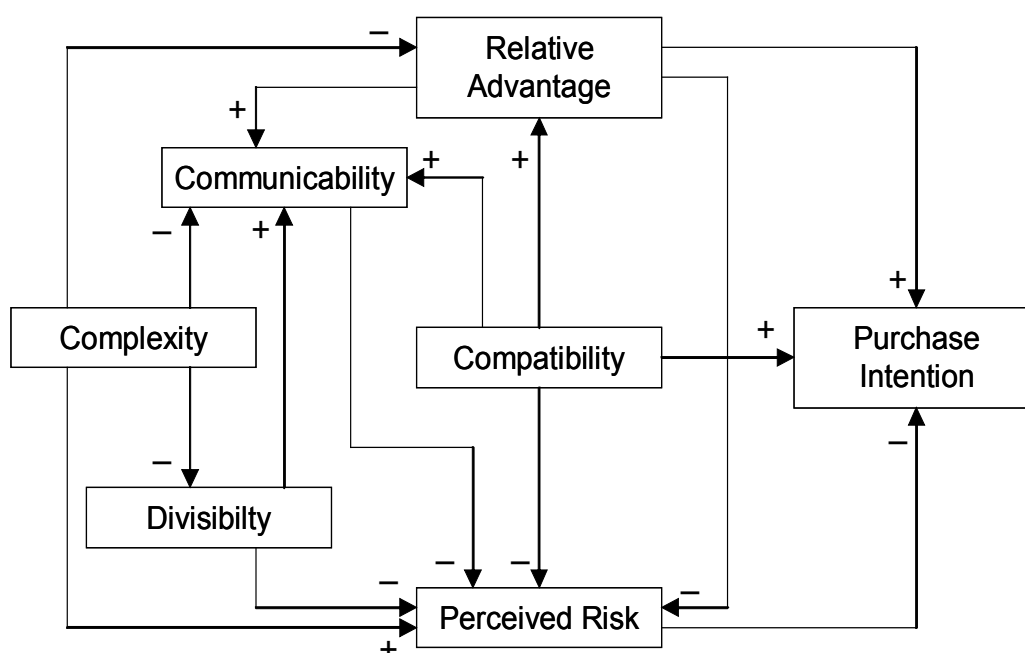 –
Relative
Advantage
+
Communicability
+
+
–
+
+
Complexity
Compatibility
+
Purchase
Intention
–
–
Divisibilty
–
–
–
–
Perceived Risk
+